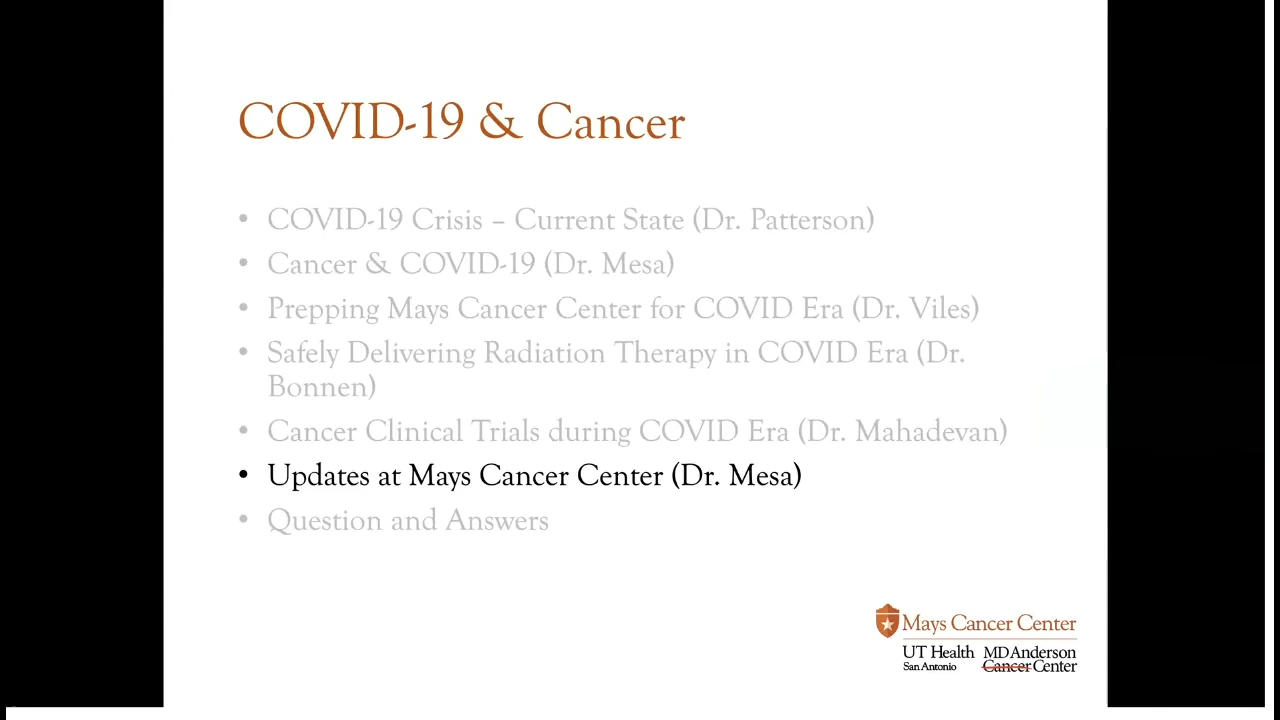 COVID-19 & Cancer
• COVID-19 Crisis – Current State (Dr. Patterson)
• Cancer & COVID-19 (Dr. Mesa)
• Prepping Mays Cancer Center for COVID Era (Dr. Viles)
• Safely Delivering Radiation Therapy in COVID Era (Dr.
Bonnen)
• Cancer Clinical Trials during COVID Era (Dr. Mahadevan)
• Updates at Mays Cancer Center (Dr. Mesa)
• Question and Answers
Mays Cancer Center
UT Health MD Anderson
San Antonio Cancer Center